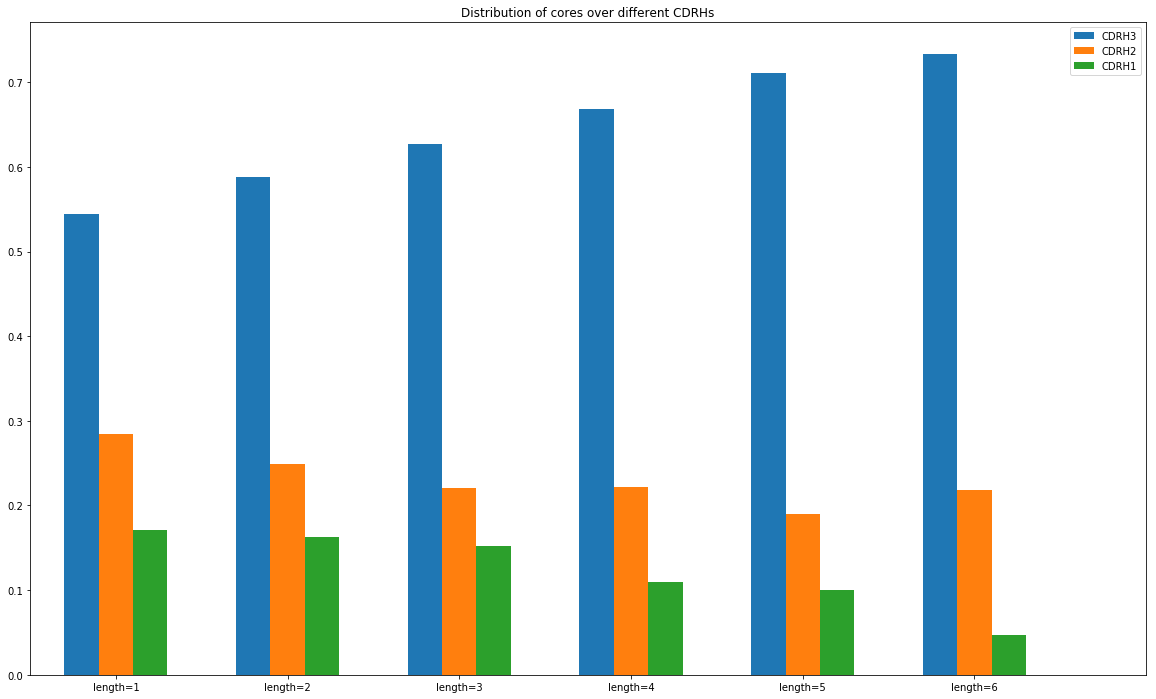 Distribution of cores over different CDRHs
CDRH3
CDRH2
CDRH1
0.7
0.6
0.5
0.4
0.3
0.2
0.1
0.0
length=1 length=2 length=3 length=4 length=5 length=6